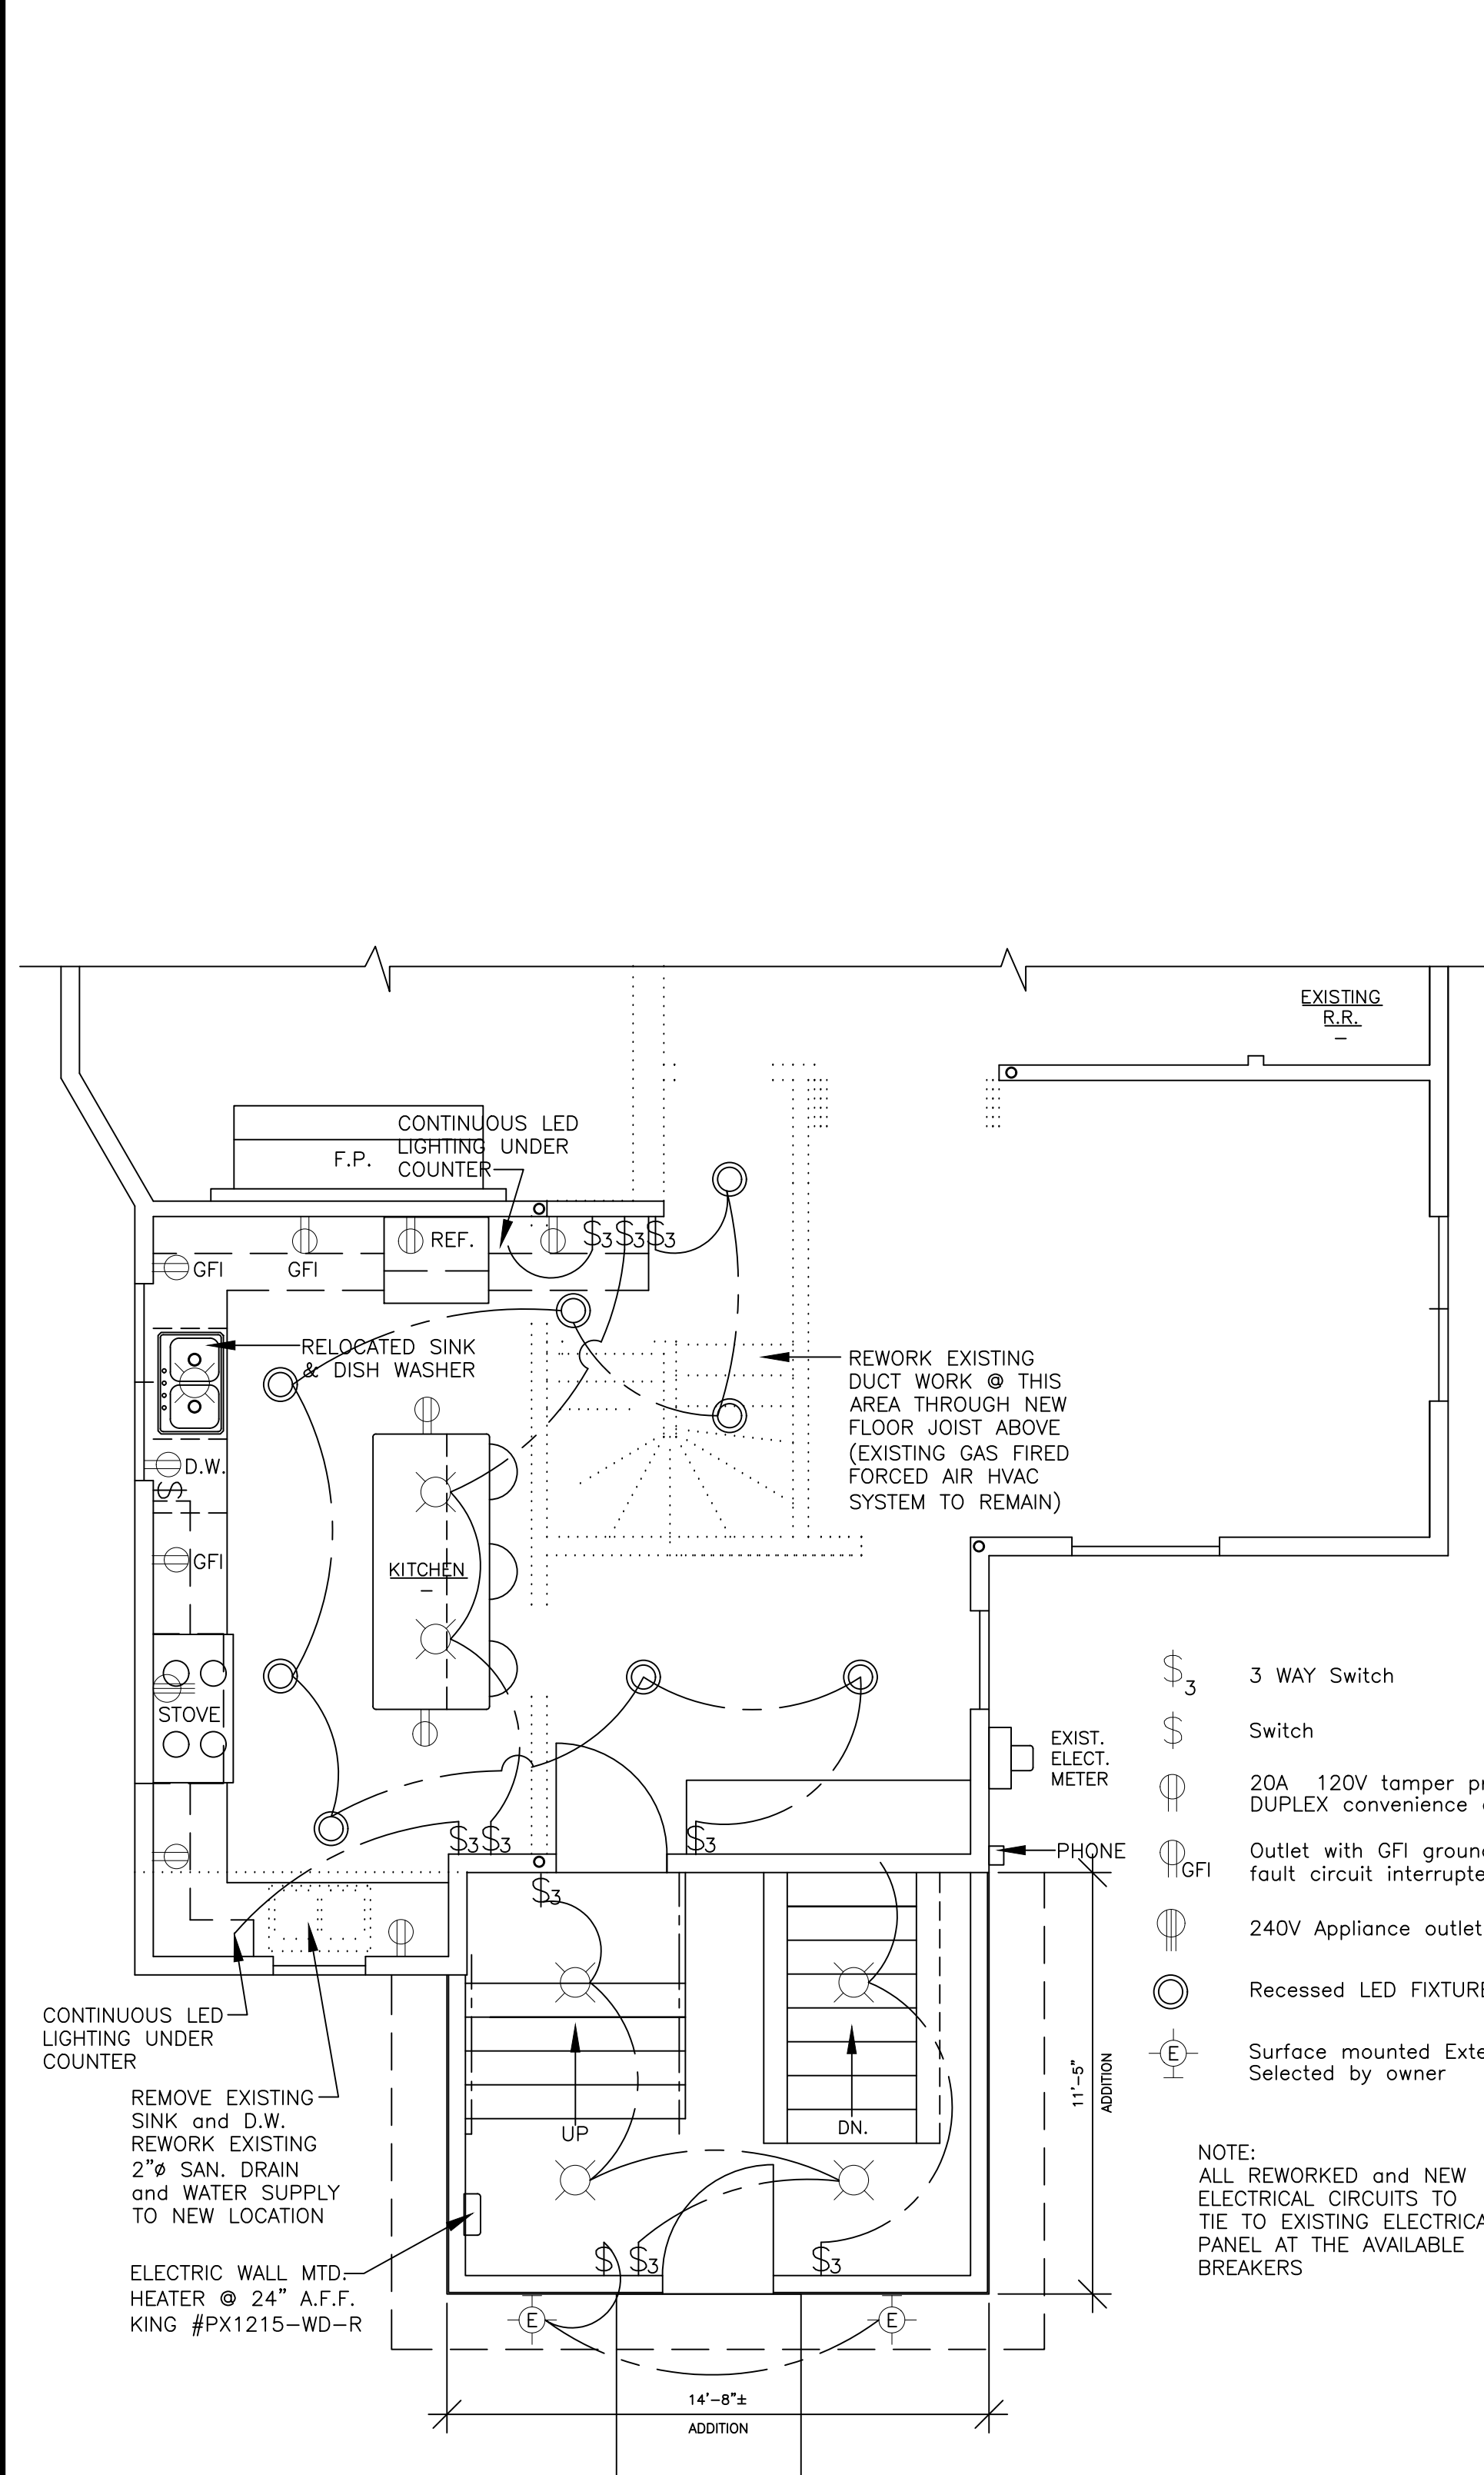 EXISTING
R.R.
CONTINUOUS LED
LIGHTING UNDER
COUNTER
F.P.
REF.
$3 $3 $3
GFI
GFI
RELOCATED SINK
& DISH WASHER
REWORK EXISTING
DUCT WORK @ THIS
AREA THROUGH NEW
FLOOR JOIST ABOVE
(EXISTING GAS FIRED
FORCED AIR HVAC
SYSTEM TO REMAIN)
D.W.
$
GFI
KITCHEN
STOVE
$3 $3
$3
$3
EXIST.
ELECT.
METER
PHONE
$3 3 WAY Switch
$ Switch
20A 120V tamper
DUPLEX convenience
GFI
Outlet with GFI
fault circuit
240V Appliance outlet
Recessed LED
E
Surface mounted
Selected by owner
CONTINUOUS LED
LIGHTING UNDER
COUNTER
REMOVE EXISTING
SINK and D.W.
REWORK EXISTING
2"ø SAN. DRAIN
and WATER SUPPLY
TO NEW LOCATION
UP
DN.
11'-5"
ADDITION
NOTE:
ALL REWORKED and NEW
ELECTRICAL CIRCUITS TO
TIE TO EXISTING
PANEL AT THE AVAILABLE
BREAKERS
ELECTRIC WALL MTD.
HEATER @ 24" A.F.F.
KING #PX1215-WD-R
$ $3
$3
E
E
14'-8"±
ADDITION